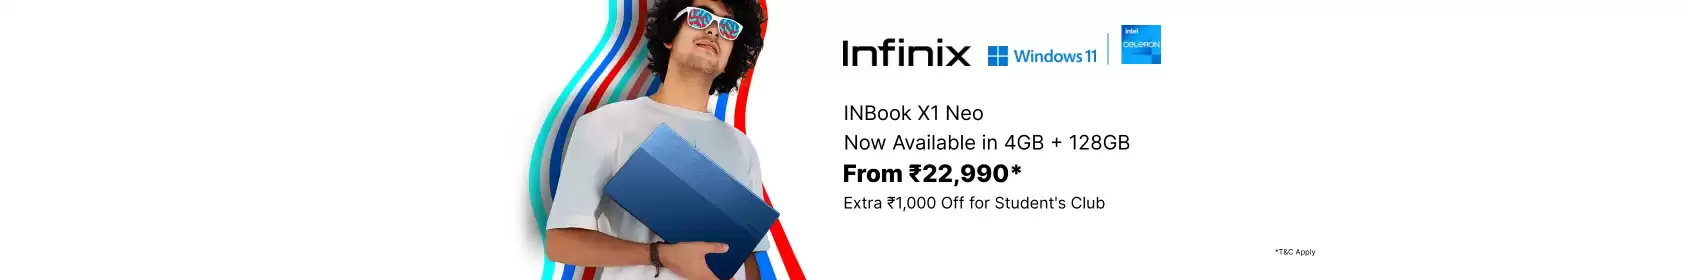 Infinix Windows 11 intel CELERON
INBook X1 Neo
Now Available in 4GB + 128GB
From ₹22,990*
Extra ₹1,000 Off for Student's Club
*T&C Apply